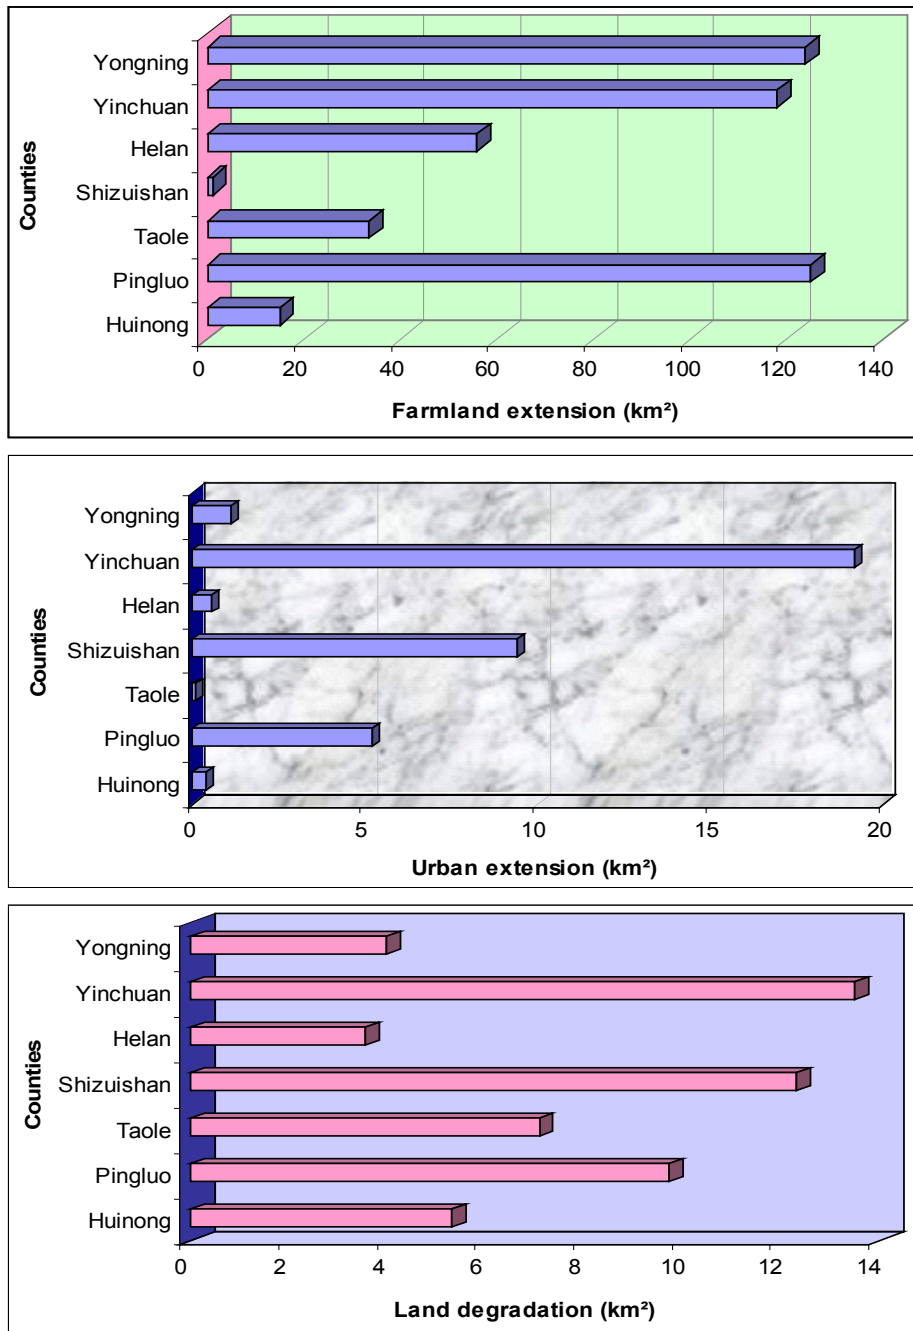 Counties
Yongning
Yinchuan
Helan
Shizuishan
Taole
Pingluo
Huinong
0 20 40 60 80 100 120 140
Farmland extension (km²)
Counties
Yongning
Yinchuan
Helan
Shizuishan
Taole
Pingluo
Huinong
0 5 10 15 20
Urban extension (km²)
Counties
Yongning
Yinchuan
Helan
Shizuishan
Taole
Pingluo
Huinong
0 2 4 6 8 10 12 14
Land degradation (km²)